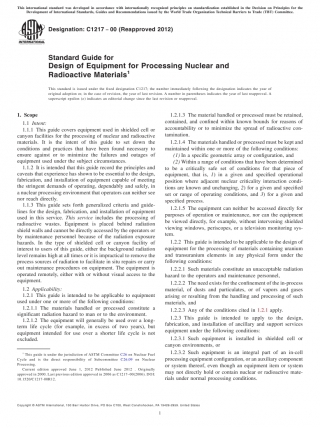 This international standard was developed in accordance with internationally recognized principles on standardization established in the Decision on Principles for the
Development of International Standards, Guides and Recommendations issued by the World Trade Organization Technical Barriers to Trade (TBT) Committee.
Designation: C1217 − 00 (Reapproved 2012)
Standard Guide for
Design of Equipment for Processing Nuclear and
Radioactive Materials1
This standard is issued under the fixed designation C1217; the number immediately following the designation indicates the year of
original adoption or, in the case of revision, the year of last revision. A number in parentheses indicates the year of last reapproval. A
superscript epsilon (ε) indicates an editorial change since the last revision or reapproval.
1. Scope
1.1 Intent:
1.1.1 This guide covers equipment used in shielded cell or
canyon facilities for the processing of nuclear and radioactive
materials. It is the intent of this guide to set down the
conditions and practices that have been found necessary to
ensure against or to minimize the failures and outages of
equipment used under the subject circumstances.
1.1.2 It is intended that this guide record the principles and
caveats that experience has shown to be essential to the design,
fabrication, and installation of equipment capable of meeting
the stringent demands of operating, dependably and safely, in
a nuclear processing environment that operators can neither see
nor reach directly.
1.1.3 This guide sets forth generalized criteria and guide-
lines for the design, fabrication, and installation of equipment
used in this service. This service includes the processing of
radioactive wastes. Equipment is placed behind radiation
shield walls and cannot be directly accessed by the operators or
by maintenance personnel because of the radiation exposure
hazards. In the type of shielded cell or canyon facility of
interest to users of this guide, either the background radiation
level remains high at all times or it is impractical to remove the
process sources of radiation to facilitate in situ repairs or carry
out maintenance procedures on equipment. The equipment is
operated remotely, either with or without visual access to the
equipment.
1.2 Applicability:
1.2.1 This guide is intended to be applicable to equipment
used under one or more of the following conditions:
1.2.1.1 The materials handled or processed constitute a
significant radiation hazard to man or to the environment.
1.2.1.2 The equipment will generally be used over a long-
term life cycle (for example, in excess of two years), but
equipment intended for use over a shorter life cycle is not
excluded.
1 This guide is under the jurisdiction of ASTM Committee C26 on Nuclear Fuel
Cycle and is the direct responsibility of Subcommittee C26.09 on Nuclear
Processing.
Current edition approved June 1, 2012. Published June 2012. Originally
approved in 2000. Last previous edition approved in 2006 as C1217–00(2006). DOI:
10.1520/C1217-00R12.
1.2.1.3 The material handled or processed must be retained,
contained, and confined within known bounds for reasons of
accountability or to minimize the spread of radioactive con-
tamination.
1.2.1.4 The materials handled or processed must be kept and
maintained within one or more of the following conditions:
(1) In a specific geometric array or configuration, and
(2) Within a range of conditions that have been determined
to be a critically safe set of conditions for that piece of
equipment, that is, 1) in a given and specified operational
position where adjacent nuclear criticality interaction condi-
tions are known and unchanging, 2) for a given and specified
set or range of operating conditions, and 3) for a given and
specified process.
1.2.1.5 The equipment can neither be accessed directly for
purposes of operation or maintenance, nor can the equipment
be viewed directly, for example, without intervening shielded
viewing windows, periscopes, or a television monitoring sys-
tem.
1.2.2 This guide is intended to be applicable to the design of
equipment for the processing of materials containing uranium
and transuranium elements in any physical form under the
following conditions:
1.2.2.1 Such materials constitute an unacceptable radiation
hazard to the operators and maintenance personnel,
1.2.2.2 The need exists for the confinement of the in-process
material, of dusts and particulates, or of vapors and gases
arising or resulting from the handling and processing of such
materials, and
1.2.2.3 Any of the conditions cited in 1.2.1 apply.
1.2.3 This guide is intended to apply to the design,
fabrication, and installation of ancillary and support services
equipment under the following conditions:
1.2.3.1 Such equipment is installed in shielded cell or
canyon environments, or
1.2.3.2 Such equipment is an integral part of an in-cell
processing equipment configuration, or an auxiliary component
or system thereof, even though an equipment item or system
may not directly hold or contain nuclear or radioactive mate-
rials under normal processing conditions.
Copyright © ASTM International, 100 Barr Harbor Drive, PO Box C700, West Conshohocken, PA 19428-2959. United States
1